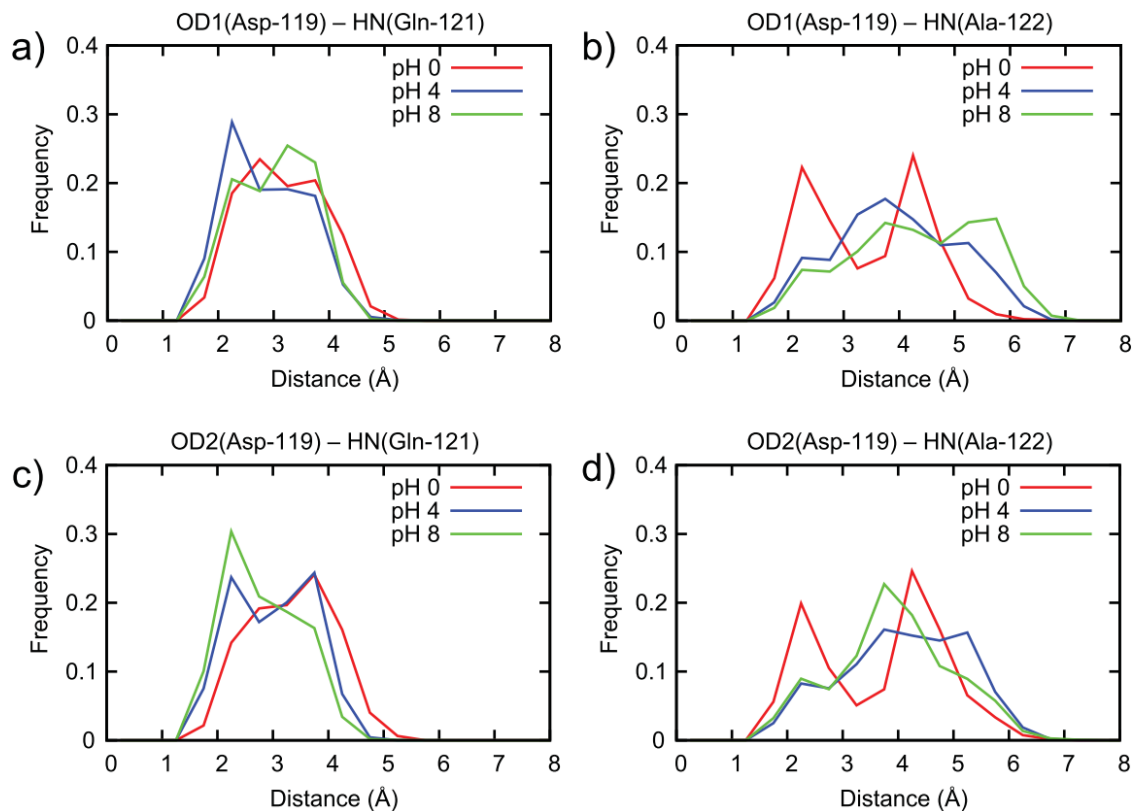 a)
OD1(Asp-119) – HN(Gln-121)
pH 0
pH 4
pH 8
Frequency
0.4
0.3
0.2
0.1
0
0 1 2 3 4 5 6 7 8
Distance (Å)
b)
OD1(Asp-119) – HN(Ala-122)
pH 0
pH 4
pH 8
Frequency
0.4
0.3
0.2
0.1
0
0 1 2 3 4 5 6 7 8
Distance (Å)
c)
OD2(Asp-119) – HN(Gln-121)
pH 0
pH 4
pH 8
Frequency
0.4
0.3
0.2
0.1
0
0 1 2 3 4 5 6 7 8
Distance (Å)
d)
OD2(Asp-119) – HN(Ala-122)
pH 0
pH 4
pH 8
Frequency
0.4
0.3
0.2
0.1
0
0 1 2 3 4 5 6 7 8
Distance (Å)